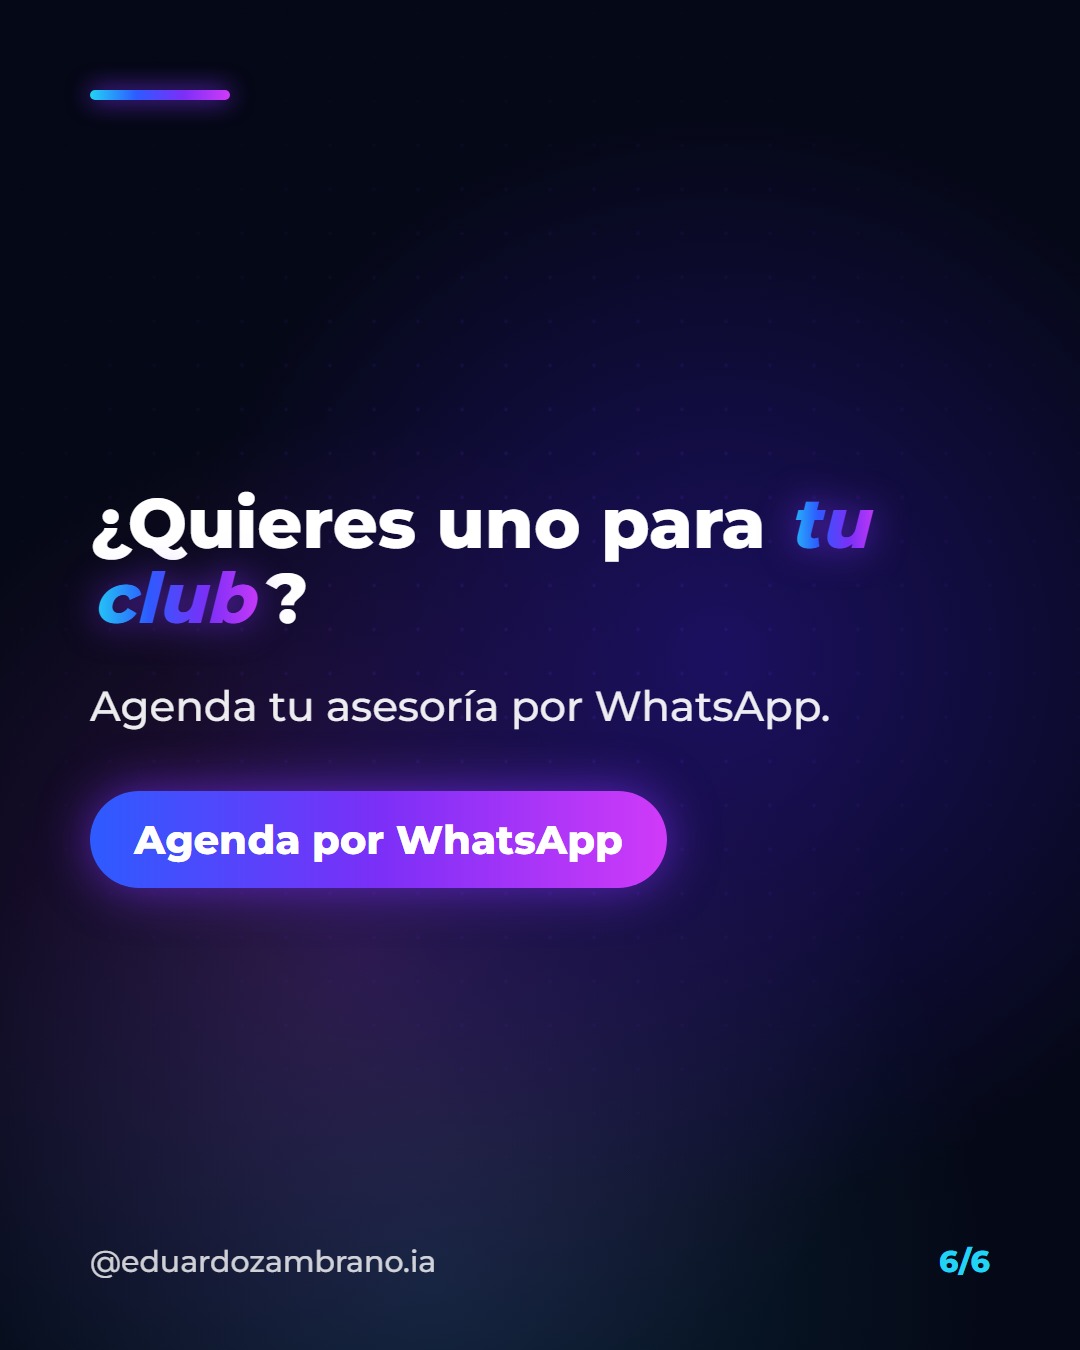 ¿Quieres uno para tu
club?
Agenda tu asesoría por WhatsApp.
Agenda por WhatsApp
@eduardozambrano.ia
6/6